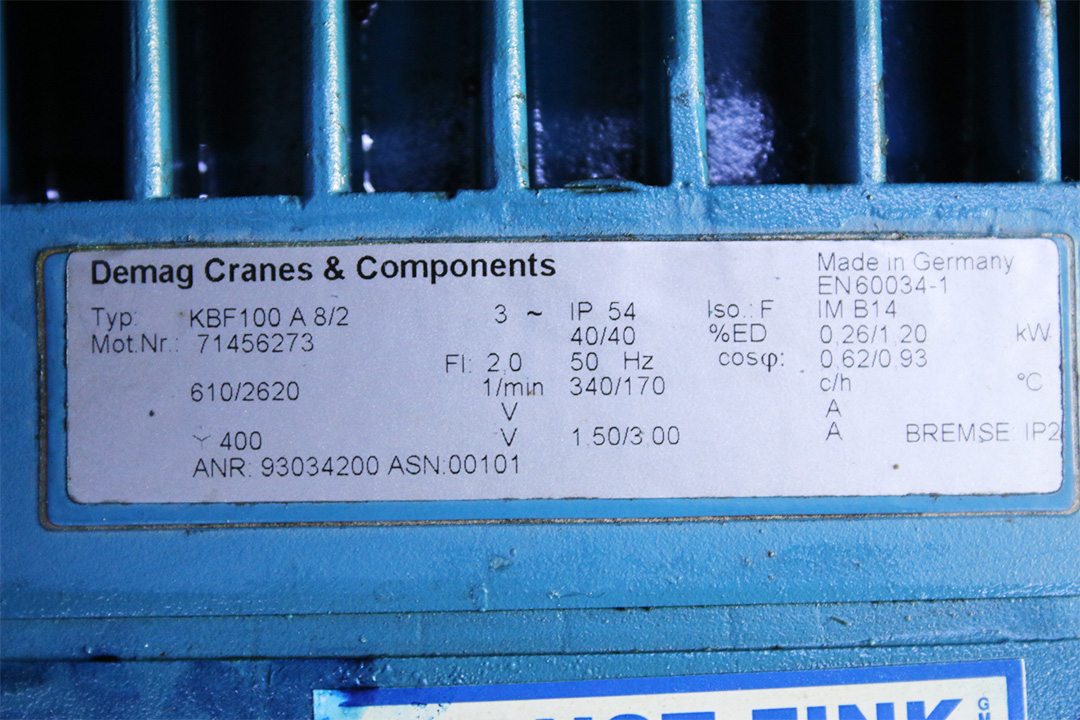 Demag Cranes & Components
Made in Germany
EN60034-1
Typ: KBF100 A 8/2 3 ~ IP 54 Iso.: F IM B14
Mot.Nr.: 71456273 40/40 %ED 0,26/1,20 kW
FI: 2,0 50 Hz cosφ: 0,62/0,93
610/2620 1/min 340/170 c/h °C
V A
Y 400 V 1,50/3,00 A BREMSE IP2
ANR: 93034200 ASN:00101